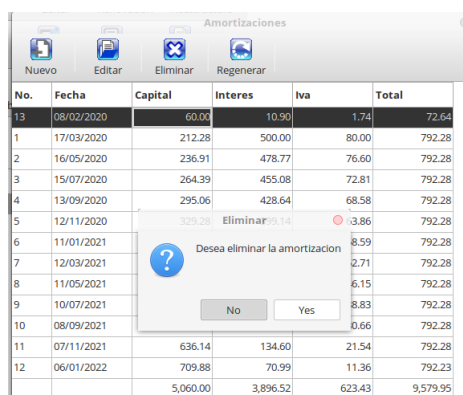 Amortizaciones
Nuevo Editar Eliminar Regenerar
No. Fecha Capital Interes Iva Total
13 08/02/2020 60.00 10.90 1.74 72.64
1 17/03/2020 212.28 500.00 80.00 792.28
2 16/05/2020 236.91 478.77 76.60 792.28
3 15/07/2020 264.39 455.08 72.81 792.28
4 13/09/2020 295.06 428.64 68.58 792.28
5 12/11/2020 329.28 63.86 792.28
6 11/01/2021 792.28
7 12/03/2021 792.28
8 11/05/2021 792.28
9 10/07/2021 792.28
10 08/09/2021 792.28
11 07/11/2021 636.14 134.60 21.54 792.28
12 06/01/2022 709.88 70.99 11.36 792.23
5,060.00 3,896.52 623.43 9,579.95
Eliminar
Desea eliminar la amortizacion
No Yes